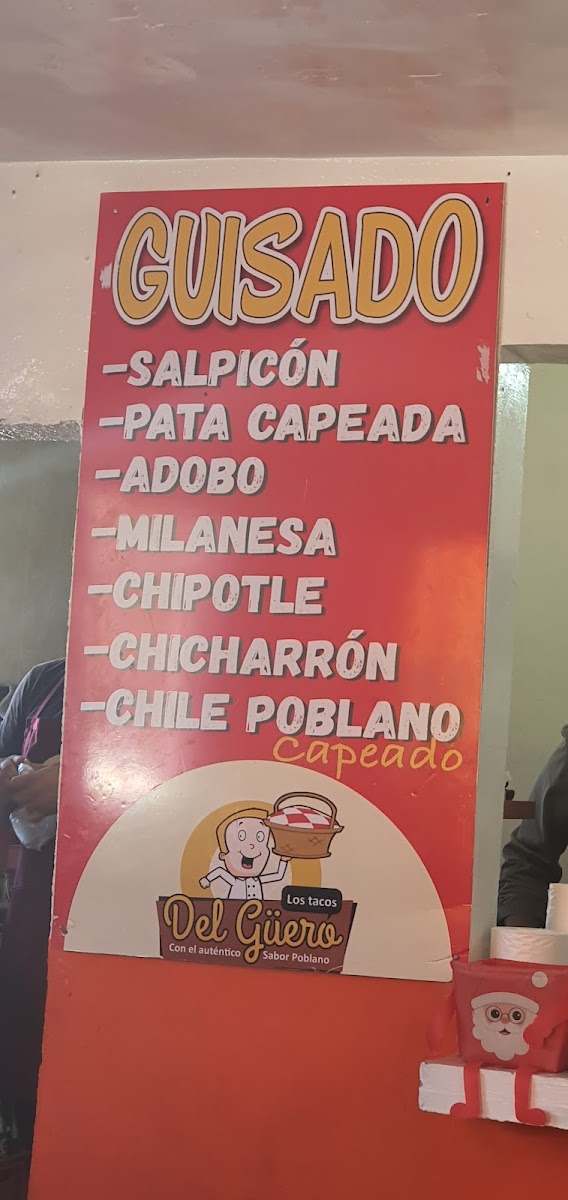 GUISADO
-SALPICÓN
-PATA CAPEADA
-ADOBO
-MILANESA
-CHIPOTLE
-CHICHARRÓN
-CHILE POBLANO
Capeado
Los tacos
Del Güero
Con el auténtico Sabor Poblano